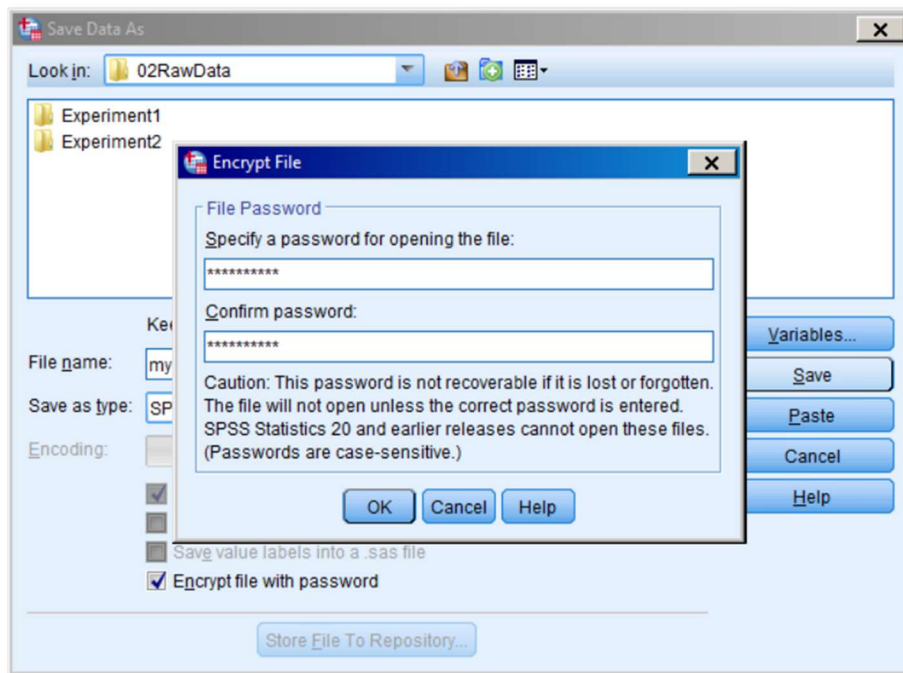 Save Data As
Look in: 02RawData
Experiment1
Experiment2
Encrypt File
File Password
Specify a password for opening the file:
**********
Confirm password:
**********
Caution: This password is not recoverable if it is lost or forgotten.
The file will not open unless the correct password is entered.
SPSS Statistics 20 and earlier releases cannot open these files.
(Passwords are case-sensitive.)
OK Cancel Help
File name: my
Save as type: SP
Encoding:
Save value labels into a .sas file
Encrypt file with password
Variables...
Save
Paste
Cancel
Help
Store File To Repository...